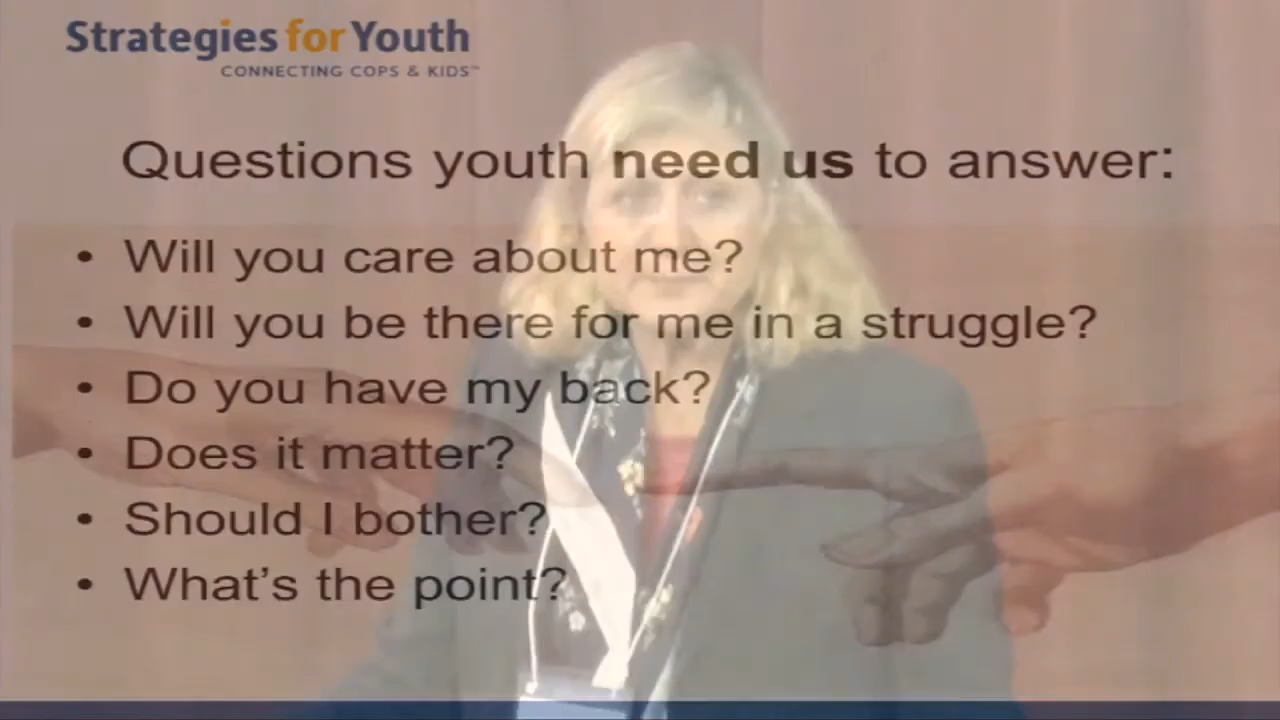 Strategies for Youth
CONNECTING COPS & KIDS™
Questions youth need us to answer:
• Will you care about me?
• Will you be there for me in a struggle?
• Do you have my back?
• Does it matter?
• Should I bother?
• What's the point?